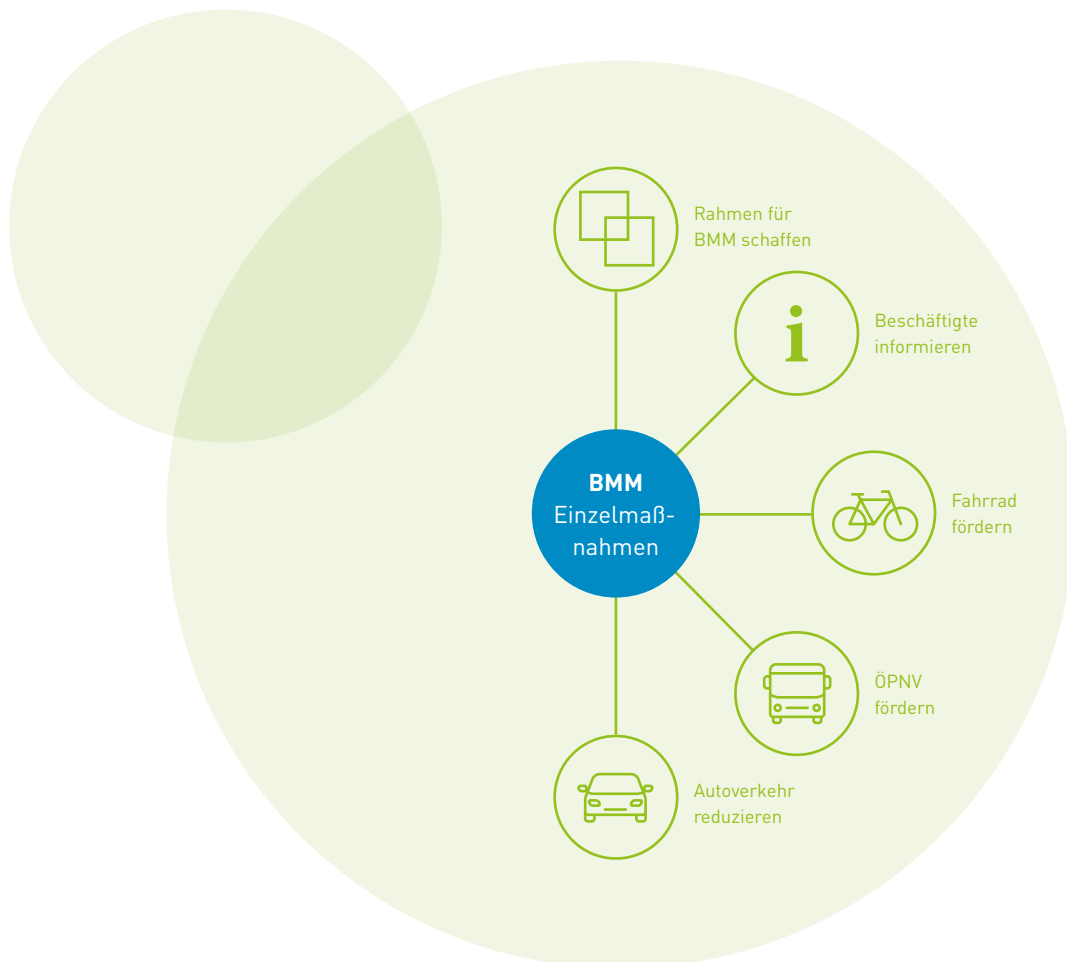 Rahmen für
BMM schaffen
Beschäftigte
informieren
BMM
Einzelmaß-
nahmen
Fahrrad
fördern
ÖPNV
fördern
Autoverkehr
reduzieren